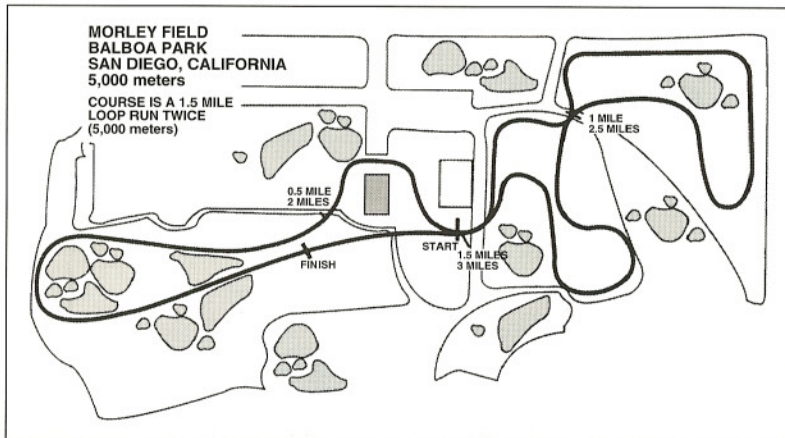 MORLEY FIELD
BALBOA PARK
SAN DIEGO, CALIFORNIA
5,000 meters
COURSE IS A 1.5 MILE
LOOP RUN TWICE
(5,000 meters)
1 MILE
2.5 MILES
0.5 MILE
2 MILES
START
1.5 MILES
3 MILES
FINISH